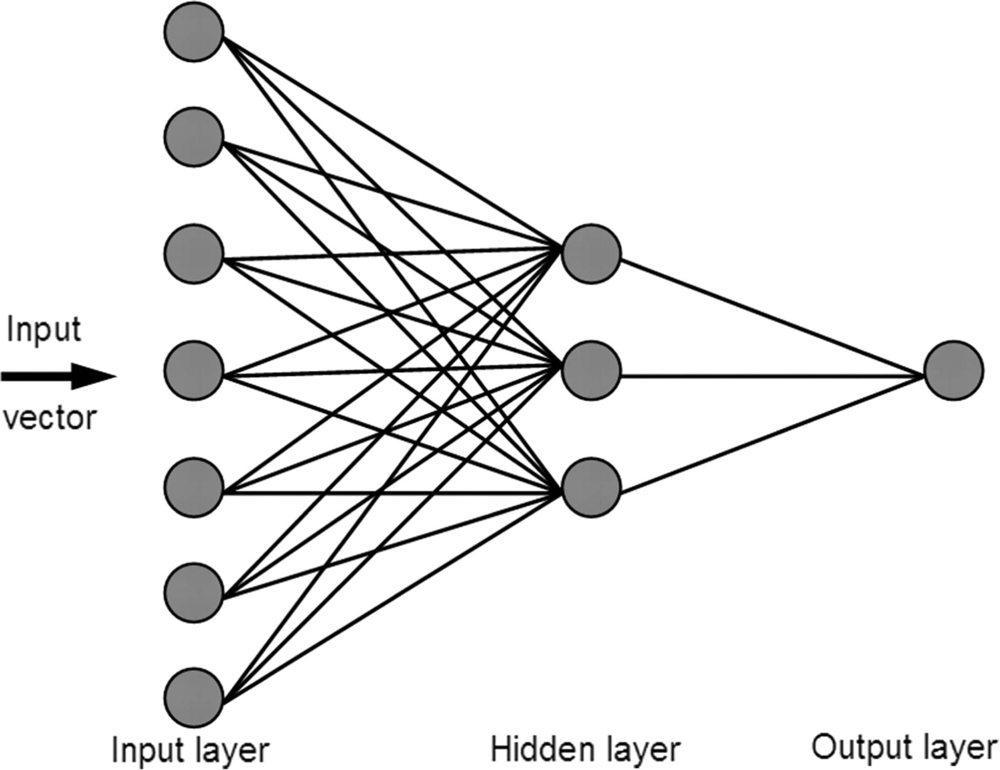 Input
vector
Input layer
Hidden layer
Output layer